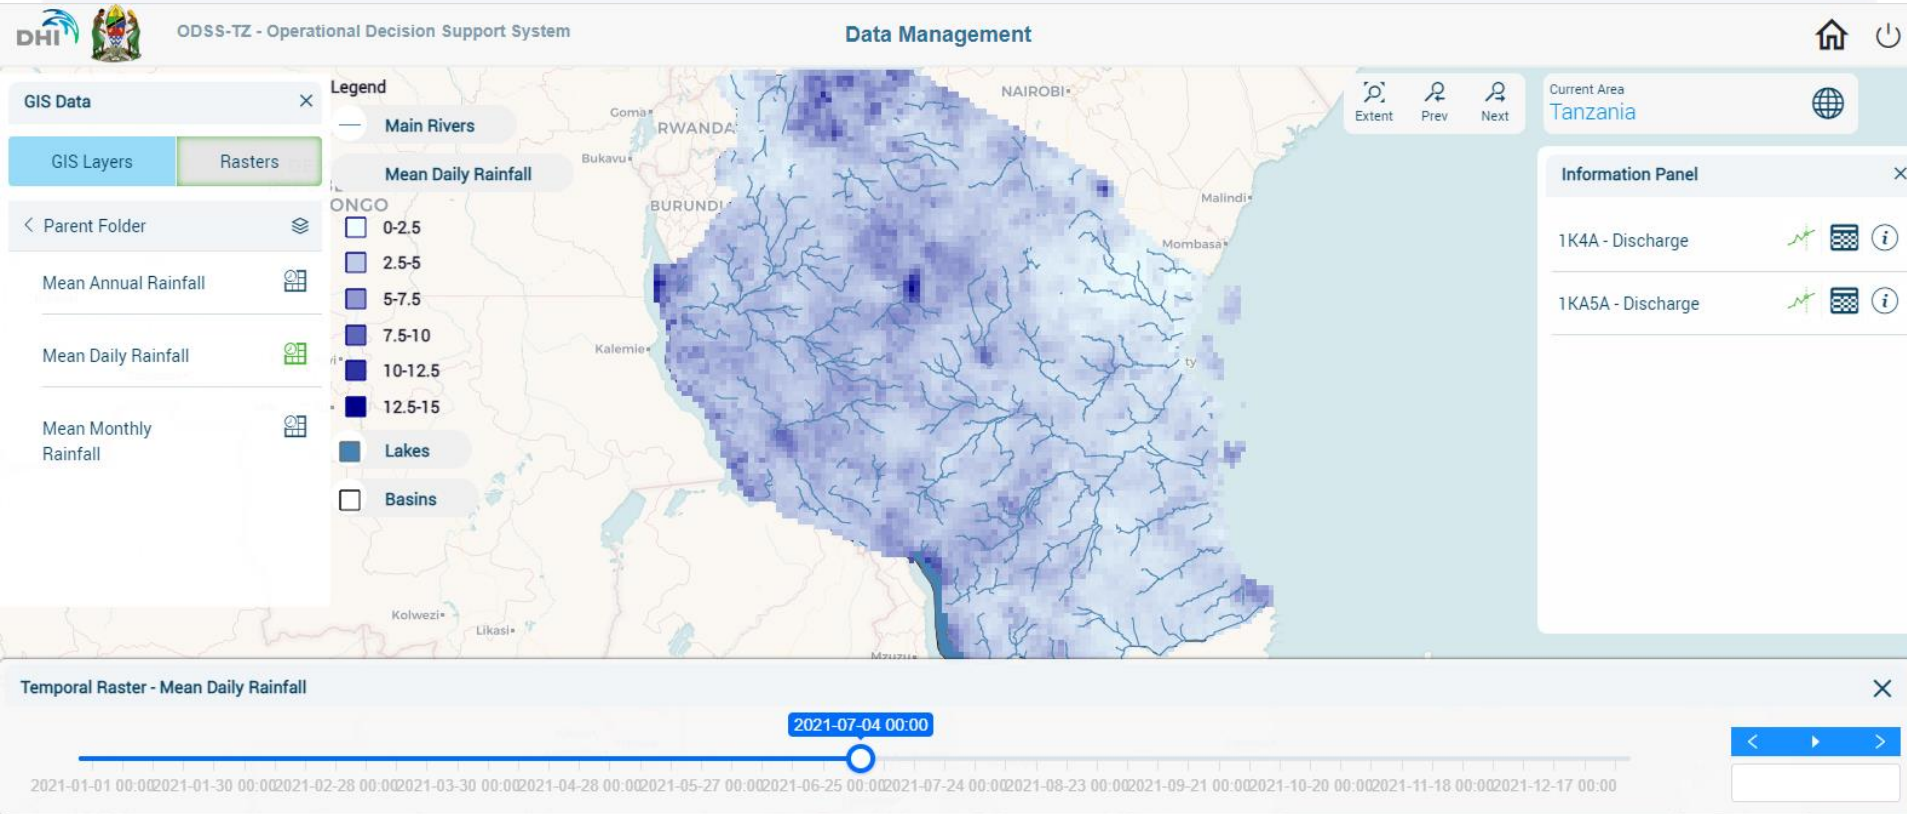 DHI
ODSS-TZ - Operational Decision Support System
Data Management
GIS Data
GIS Layers
Rasters
Parent Folder
Mean Annual Rainfall
Mean Daily Rainfall
Mean Monthly
Rainfall
Legend
Main Rivers
Mean Daily Rainfall
0-2.5
2.5-5
5-7.5
7.5-10
10-12.5
12.5-15
Lakes
Basins
ONGO
Goma
RWANDA
Bukavu
BURUNDI
Kalemie
Kolwezi
Likasi
Mzuzu
NAIROBI
Malindi
Mombasa
ty
Extent
Prev
Next
Current Area
Tanzania
Information Panel
1K4A - Discharge
1KA5A - Discharge
Temporal Raster - Mean Daily Rainfall
2021-07-04 00:00
2021-01-01 00:00 2021-01-30 00:00 2021-02-28 00:00 2021-03-30 00:00 2021-04-28 00:00 2021-05-27 00:00 2021-06-25 00:00 2021-07-24 00:00 2021-08-23 00:00 2021-09-21 00:00 2021-10-20 00:00 2021-11-18 00:00 2021-12-17 00:00